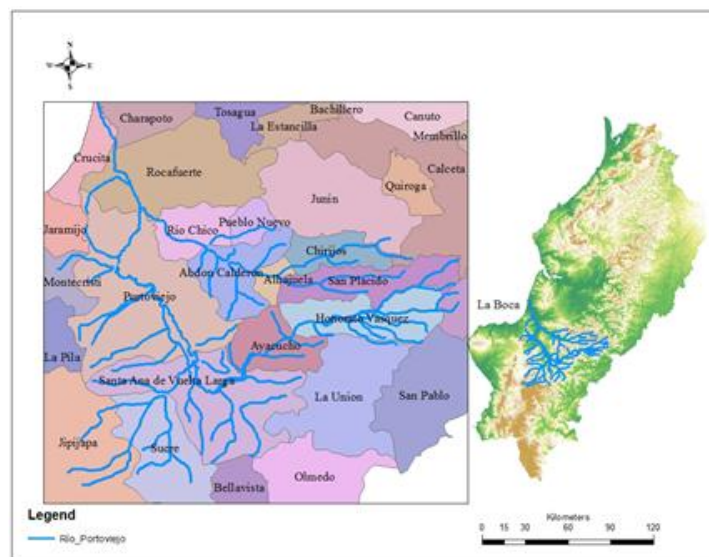 N
W
E
S
Charapoto
Tosagua
Bachillero
Canuto
La Estancilla
Membrillo
Crucita
Rocafuerte
Calceta
Quiroga
Junin
Jaramijo
Rio Chico
Pueblo Nuevo
Chirijos
Abdon Calderon
Alhajuela
San Placido
Montecristi
Portoviejo
Honorato Vasquez
La Boca
Ayacucho
La Pila
Santa Ana de Vuelta Larga
La Union
San Pablo
Jipijapa
Sucre
Olmedo
Bellavista
Legend
Rio_Portoviejo
Kilometers
0 15 30 60 90 120